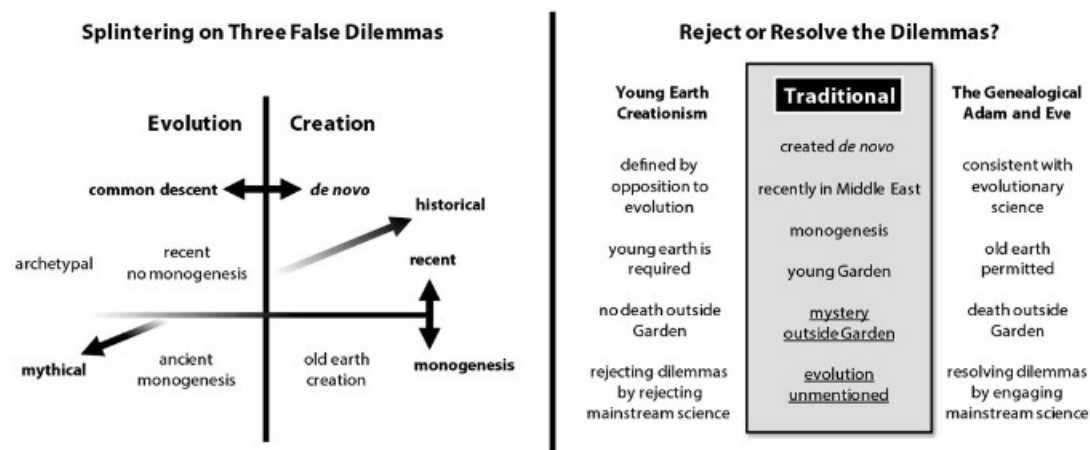 Splintering on Three False Dilemmas
Evolution
Creation
common descent
de novo
historical
archetypal
recent
no monogenesis
recent
mythical
ancient
monogenesis
old earth
creation
monogenesis
Reject or Resolve the Dilemmas?
Young Earth
Creationism
defined by
opposition to
evolution
young earth is
required
no death outside
Garden
rejecting dilemmas
by rejecting
mainstream science
Traditional
created de novo
recently in Middle East
monogenesis
young Garden
mystery
outside Garden
evolution
unmentioned
The Genealogical
Adam and Eve
consistent with
evolutionary
science
old earth
permitted
death outside
Garden
resolving dilemmas
by engaging
mainstream science